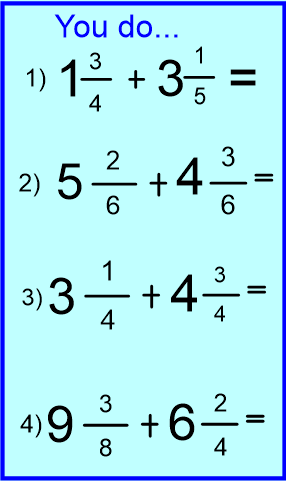 You do...
1) 1 3/4 + 3 1/5 =
2) 5 2/6 + 4 3/6 =
3) 3 1/4 + 4 3/4 =
4) 9 3/8 + 6 2/4 =